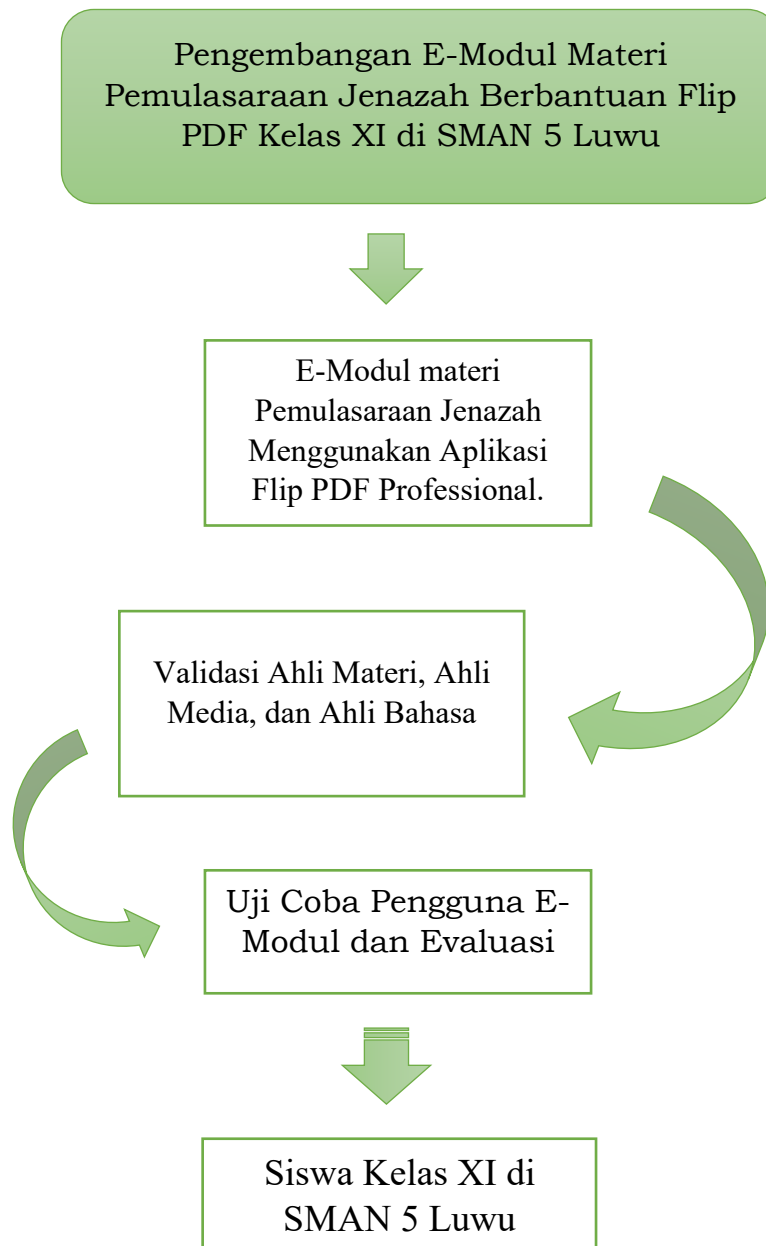 Pengembangan E-Modul Materi
Pemulasaraan Jenazah Berbantuan Flip
PDF Kelas XI di SMAN 5 Luwu
E-Modul materi
Pemulasaraan Jenazah
Menggunakan Aplikasi
Flip PDF Professional.
Validasi Ahli Materi, Ahli
Media, dan Ahli Bahasa
Uji Coba Pengguna E-
Modul dan Evaluasi
Siswa Kelas XI di
SMAN 5 Luwu